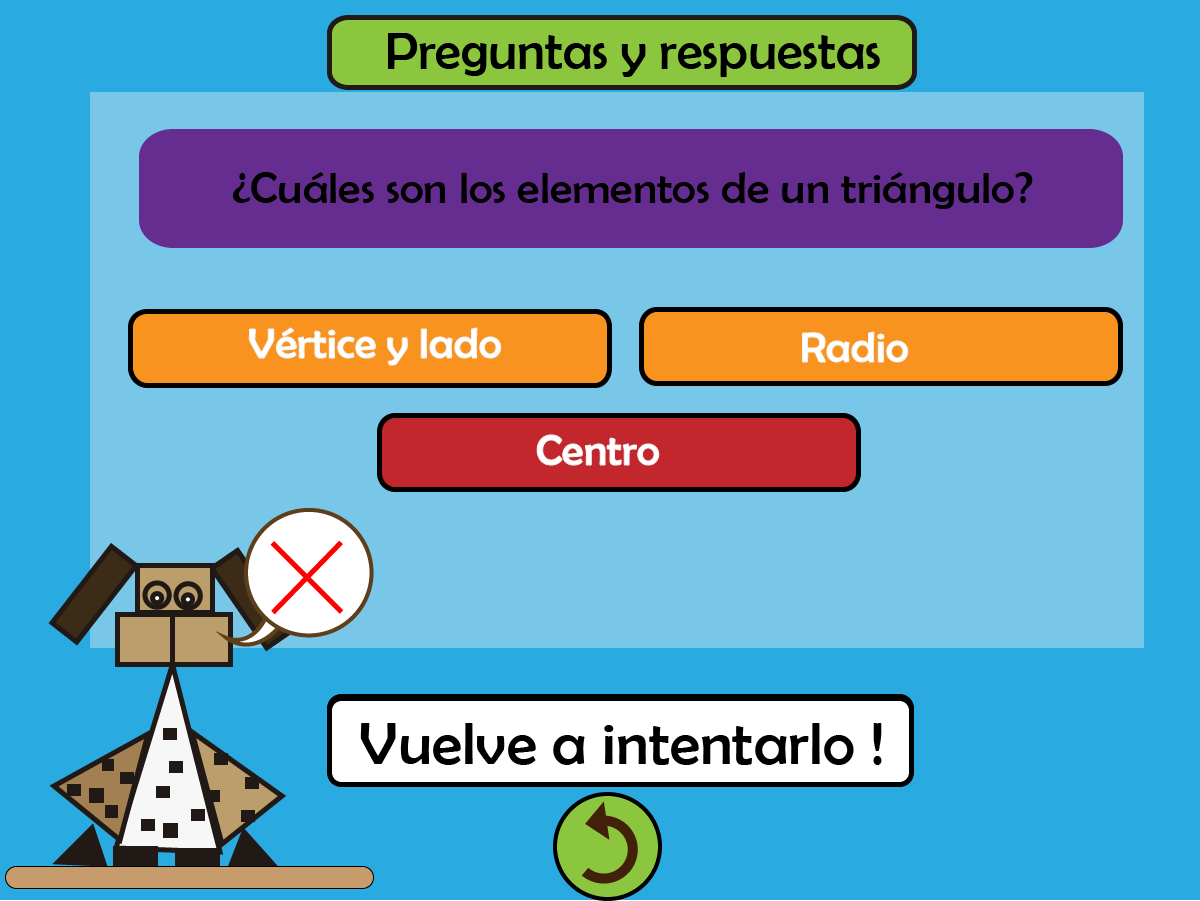 Preguntas y respuestas
¿Cuáles son los elementos de un triángulo?
Vértice y lado
Radio
Centro
Vuelve a intentarlo !